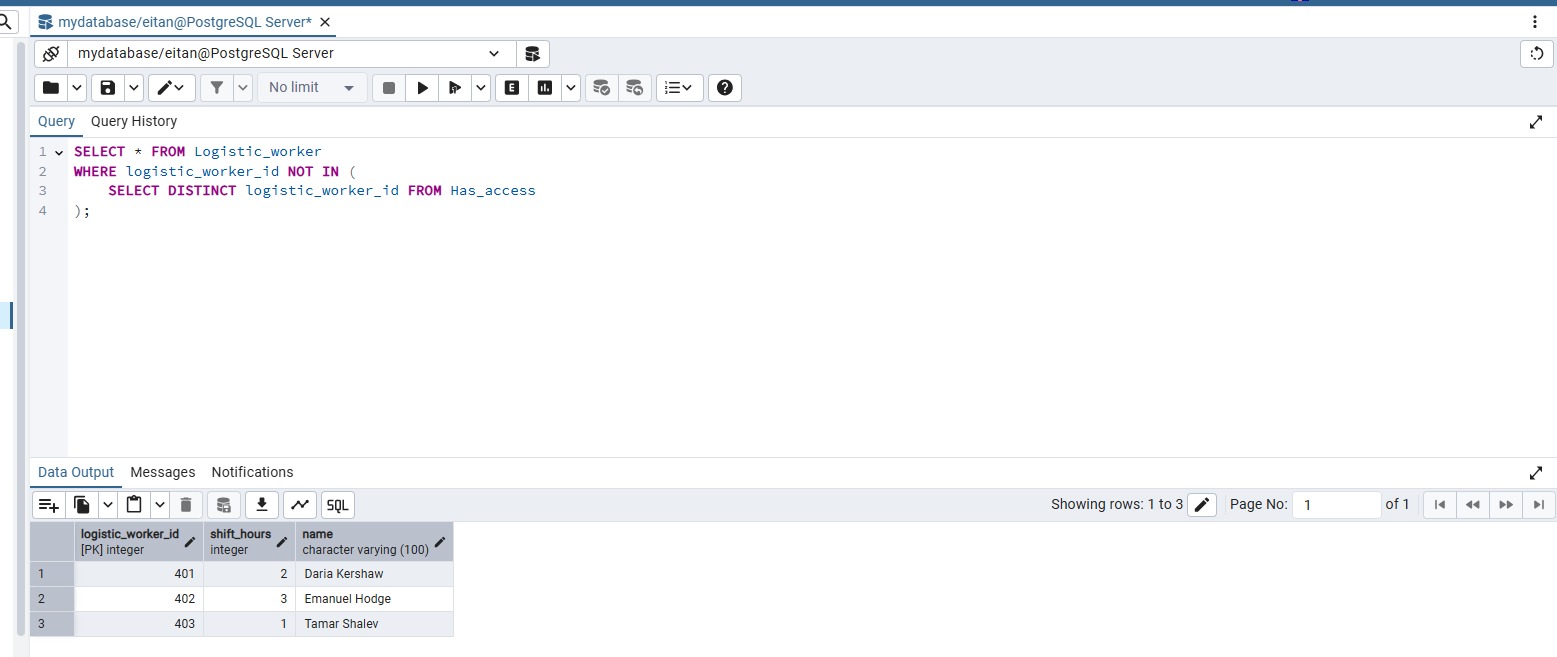 mydatabase/eitan@PostgreSQL Server*
mydatabase/eitan@PostgreSQL Server
No limit
E
Query Query History
1 SELECT * FROM Logistic_worker
2 WHERE logistic_worker_id NOT IN (
3 SELECT DISTINCT logistic_worker_id FROM Has_access
4 );
Data Output Messages Notifications
SQL Showing rows: 1 to 3 Page No: 1 of 1
logistic_worker_id shift_hours name
[PK] integer integer character varying (100)
1 401 2 Daria Kershaw
2 402 3 Emanuel Hodge
3 403 1 Tamar Shalev